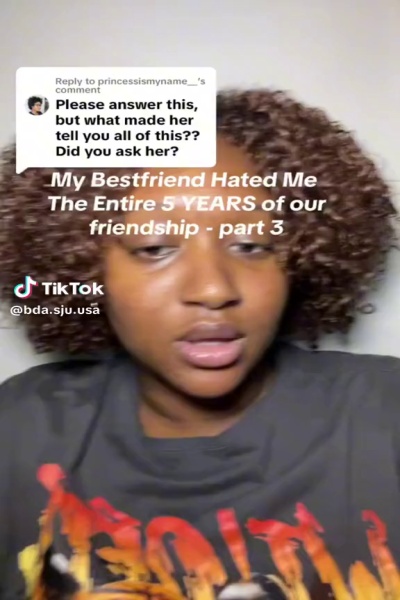 Reply to princessismyname__'s
comment
Please answer this,
but what made her
tell you all of this??
Did you ask her?
My Bestfriend Hated Me
The Entire 5 YEARS of our
friendship - part 3
TikTok
@bda.sju.usa